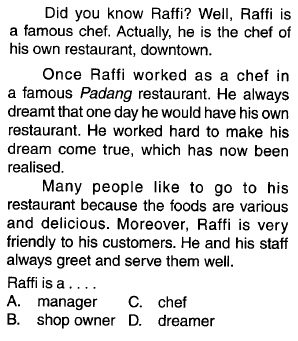 Did you know Raffi? Well, Raffi is
a famous chef. Actually, he is the chef of
his own restaurant, downtown.
Once Raffi worked as a chef in
a famous Padang restaurant. He always
dreamt that one day he would have his own
restaurant. He worked hard to make his
dream come true, which has now been
realised.
Many people like to go to his
restaurant because the foods are various
and delicious. Moreover, Raffi is very
friendly to his customers. He and his staff
always greet and serve them well.
Raffi is a . . . .
A. manager C. chef
B. shop owner D. dreamer